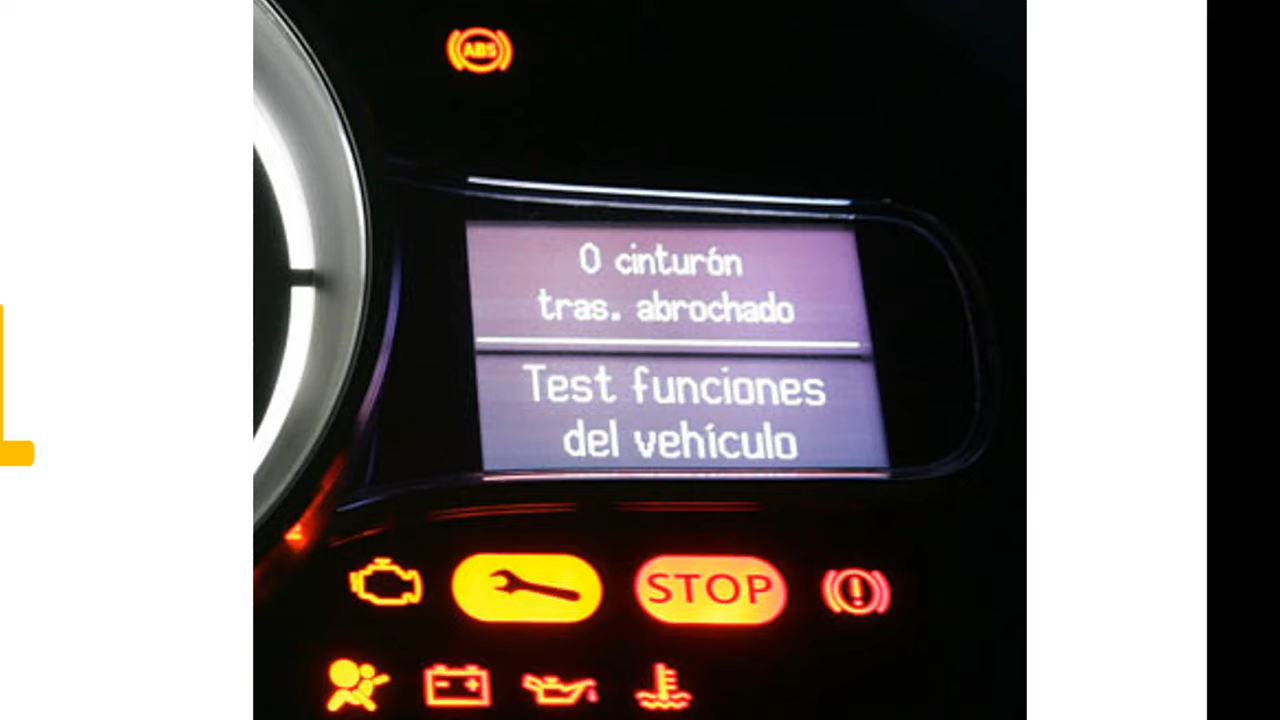 ABS
0 cinturón
tras. abrochado
Test funciones
del vehículo
STOP